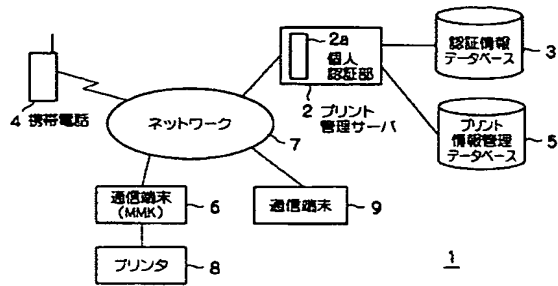 2a
個人
認証部
2 プリント
管理サーバ
認証情報
データベース
3
4 携帯電話
ネットワーク
7
プリント
情報管理
データベース
5
通信端末
(MMK)
6
通信端末
9
プリンタ
8
1